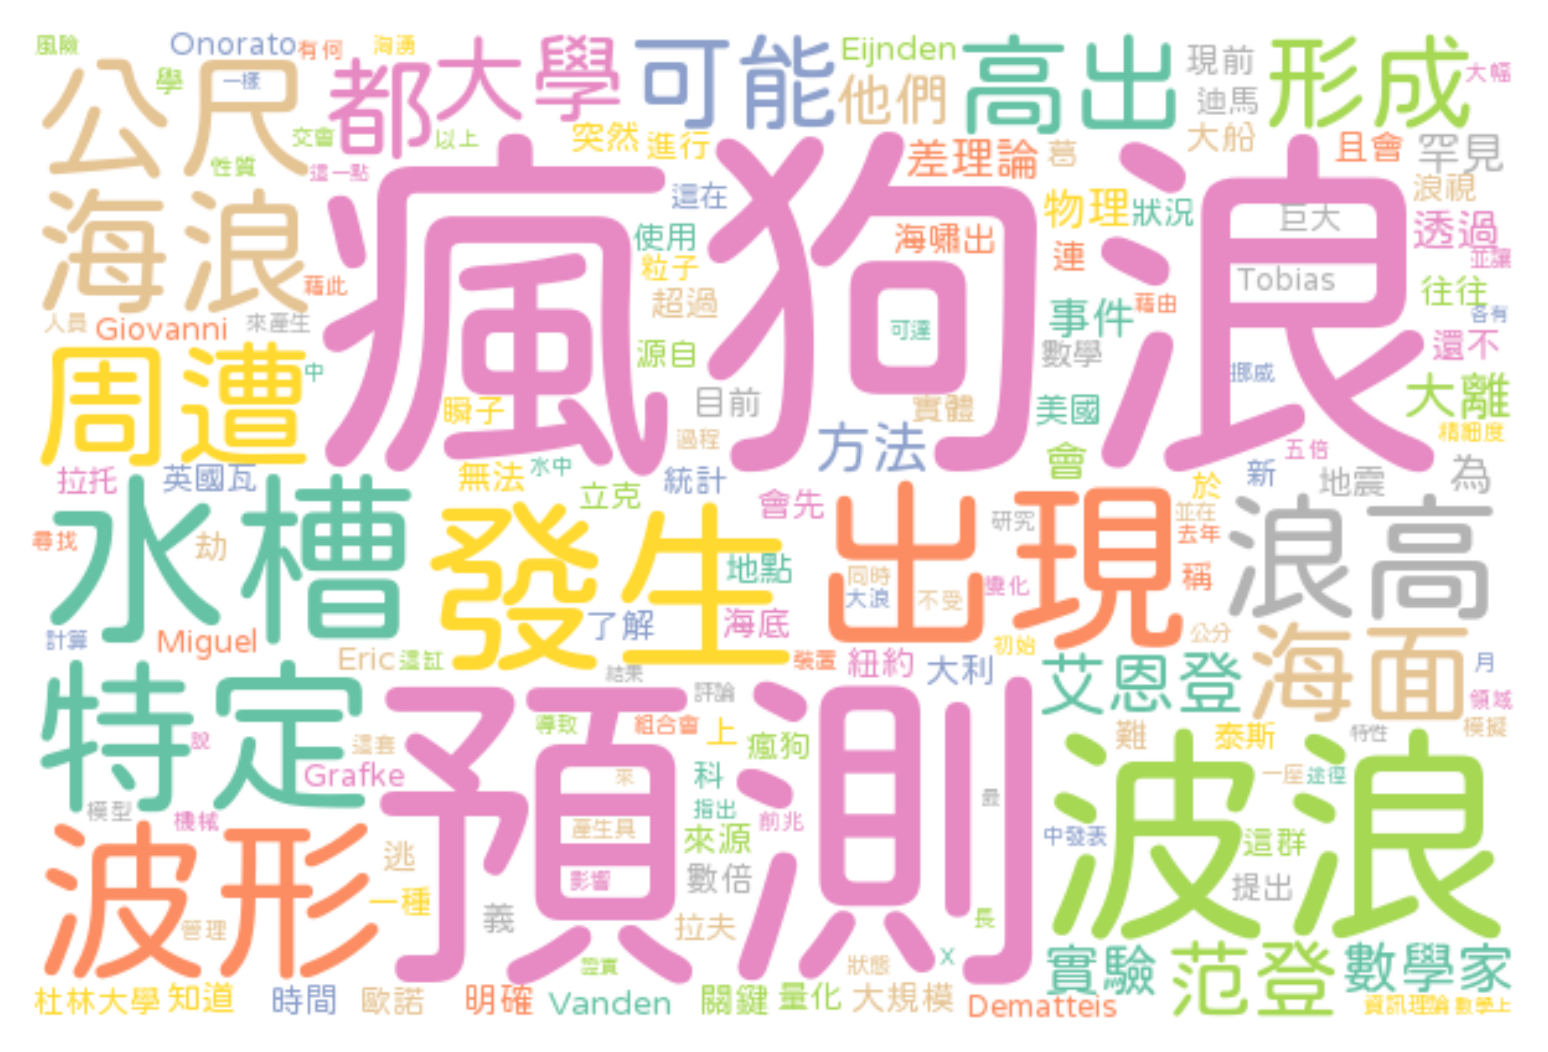 風險
Onorato
有何
洶湧
都
大學
可能
Eijnden
他們
高出
現前
迪馬
形成
大幅
學
一樣
公尺
交會
以上
突然
進行
差理論
葛
大船
且會
罕見
性質
這一點
瘋狗浪
這在
物理
狀況
巨大
浪視
透過
並讓
海浪
使用
海嘯出
連
粒子
Tobias
藉此
超過
往往
人員
Giovanni
來產生
可達
事件
藉由
各有
源自
數學
還不
周遭
中
挪威
瞬子
目前
實體
美國
大離
精細度
過程
方法
五倍
拉托
英國瓦
無法
水中
統計
會
新
地震
為
水槽
立克
會先
於
尋找
劫
發生
研究
並在
去年
浪高
地點
出現
同時
大浪
不受
變化
稱
計算
Miguel
了解
海底
初始
公分
Eric
這缸
裝置
紐約
大利
艾恩登
海面
月
特定
結果
評論
領域
說
這套
導致
組合會
上
瘋狗
難
泰斯
特性
模擬
Grafke
預測
來
科
一座
途徑
模型
機械
指出
最
波浪
波形
產生具
來源
前兆
中發表
這群
逃
影響
數倍
提出
一種
義
管理
拉夫
長
證實
狀態
x
實驗
范登
數學家
杜林大學
知道
時間
歐諾
明確
Vanden
關鍵
量化
大規模
Dematteis
資訊理論
數學上